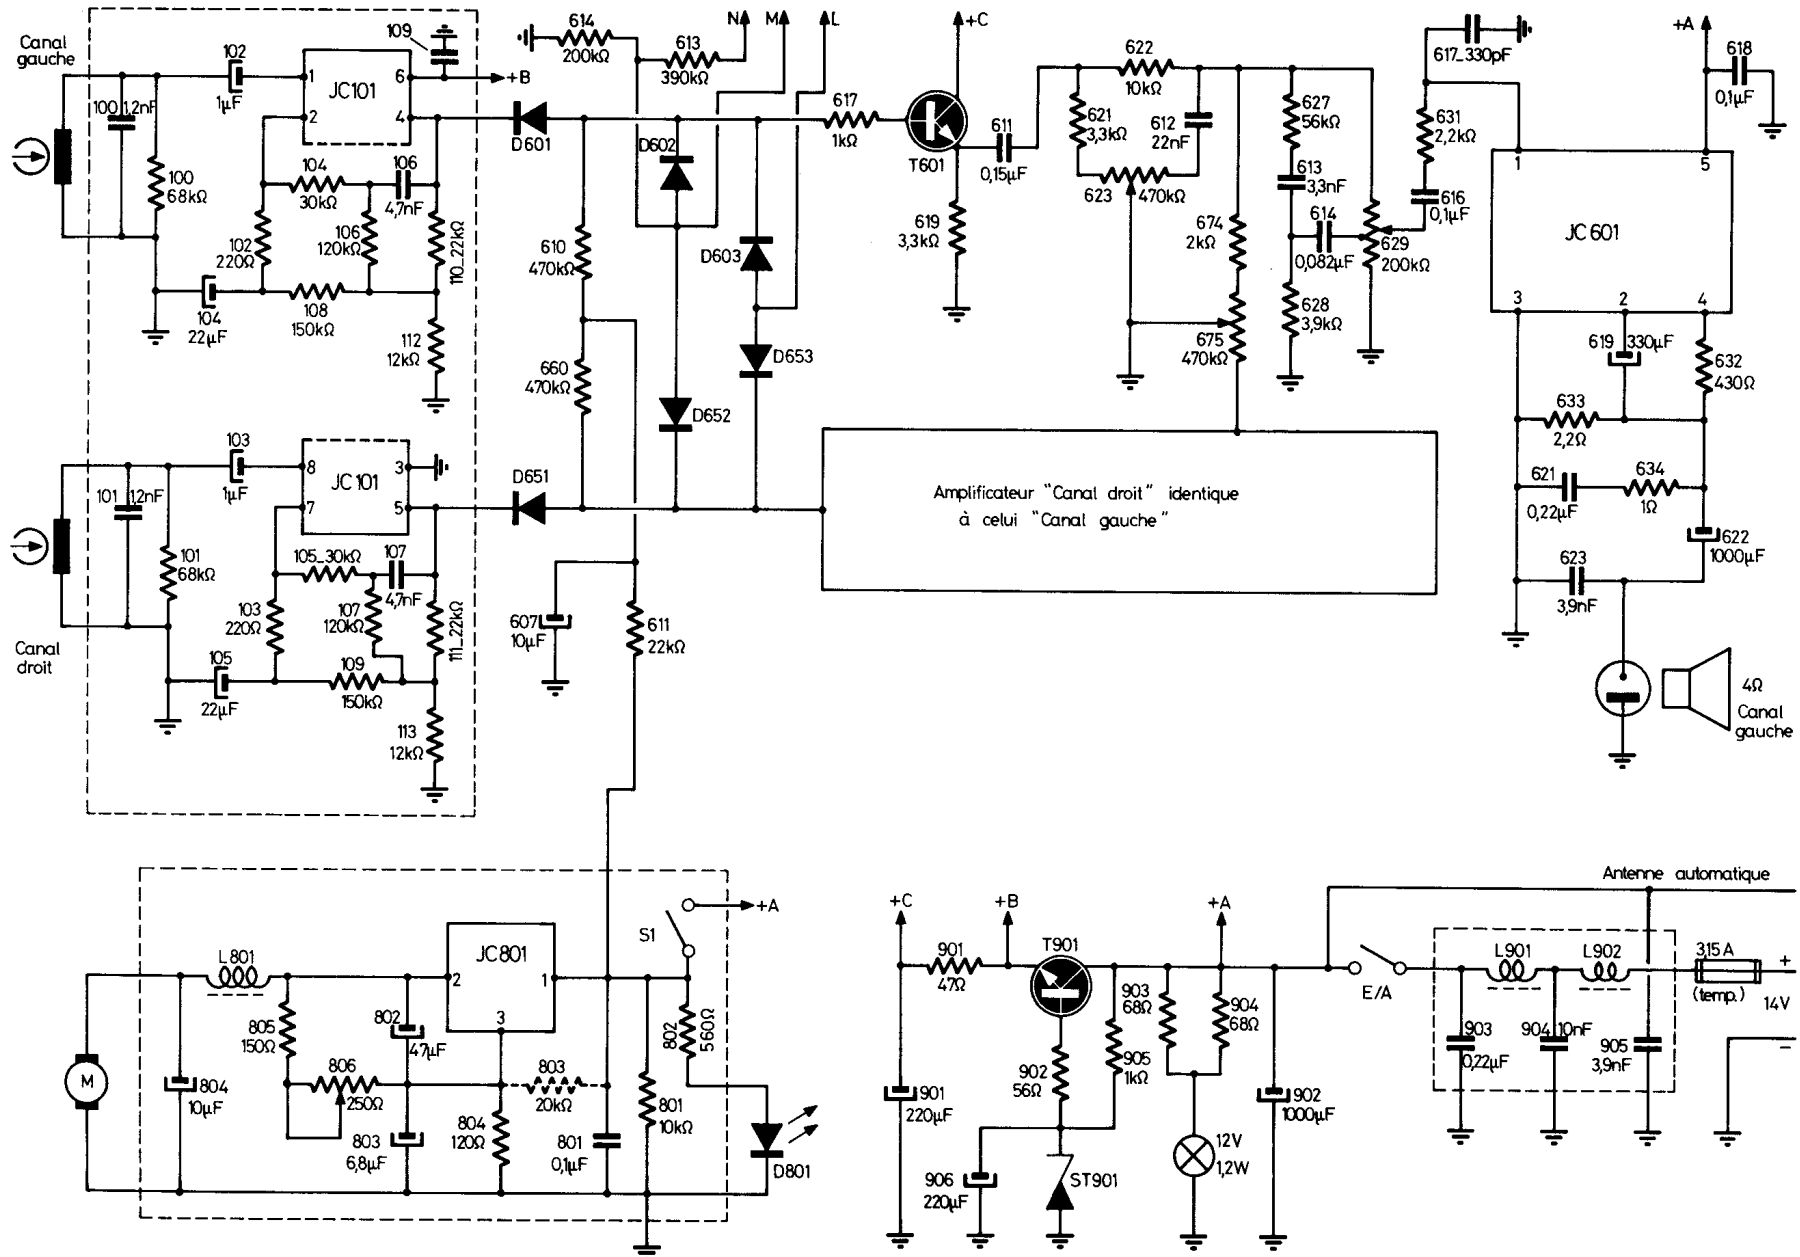 Canal
gauche
100 1,2nF
102
1µF
100
68kΩ
JC101
1
2
6
4
109
+B
104
30kΩ
106
4,7nF
102
220Ω
106
120kΩ
110_22kΩ
104
22µF
108
150kΩ
112
12kΩ
D601
614
200kΩ
613
390kΩ
N
M
L
D602
617
1kΩ
+C
T601
611
0,15µF
619
3,3kΩ
622
10kΩ
621
3,3kΩ
612
22nF
623
470kΩ
674
2kΩ
675
470kΩ
627
56kΩ
613
3,3nF
614
0,082µF
628
3,9kΩ
629
200kΩ
617_330pF
631
2,2kΩ
616
0,1µF
+A
618
0,1µF
JC601
1
5
3
2
4
619
330µF
632
430Ω
633
2,2Ω
621
0,22µF
634
1Ω
622
1000µF
623
3,9nF
4Ω
Canal
gauche
610
470kΩ
660
470kΩ
D603
D653
D652
Canal
droit
101 1,2nF
103
1µF
101
68kΩ
JC101
8
7
3
5
105_30kΩ
107
4,7nF
103
220Ω
107
120kΩ
111_22kΩ
105
22µF
109
150kΩ
113
12kΩ
D651
607
10µF
611
22kΩ
Amplificateur "Canal droit" identique
à celui "Canal gauche"
M
804
10µF
L801
805
150Ω
806
250Ω
802
47µF
803
6,8µF
JC801
2
1
3
803
20kΩ
804
120Ω
801
0,1µF
801
10kΩ
802
560Ω
S1
+A
D801
+C
901
47Ω
+B
T901
+A
901
220µF
902
56Ω
905
1kΩ
903
68Ω
904
68Ω
906
220µF
ST901
12V
1,2W
902
1000µF
E/A
Antenne automatique
L901
L902
903
0,22µF
904 10nF
905
3,9nF
3,15A
(temp.)
+
14V
−